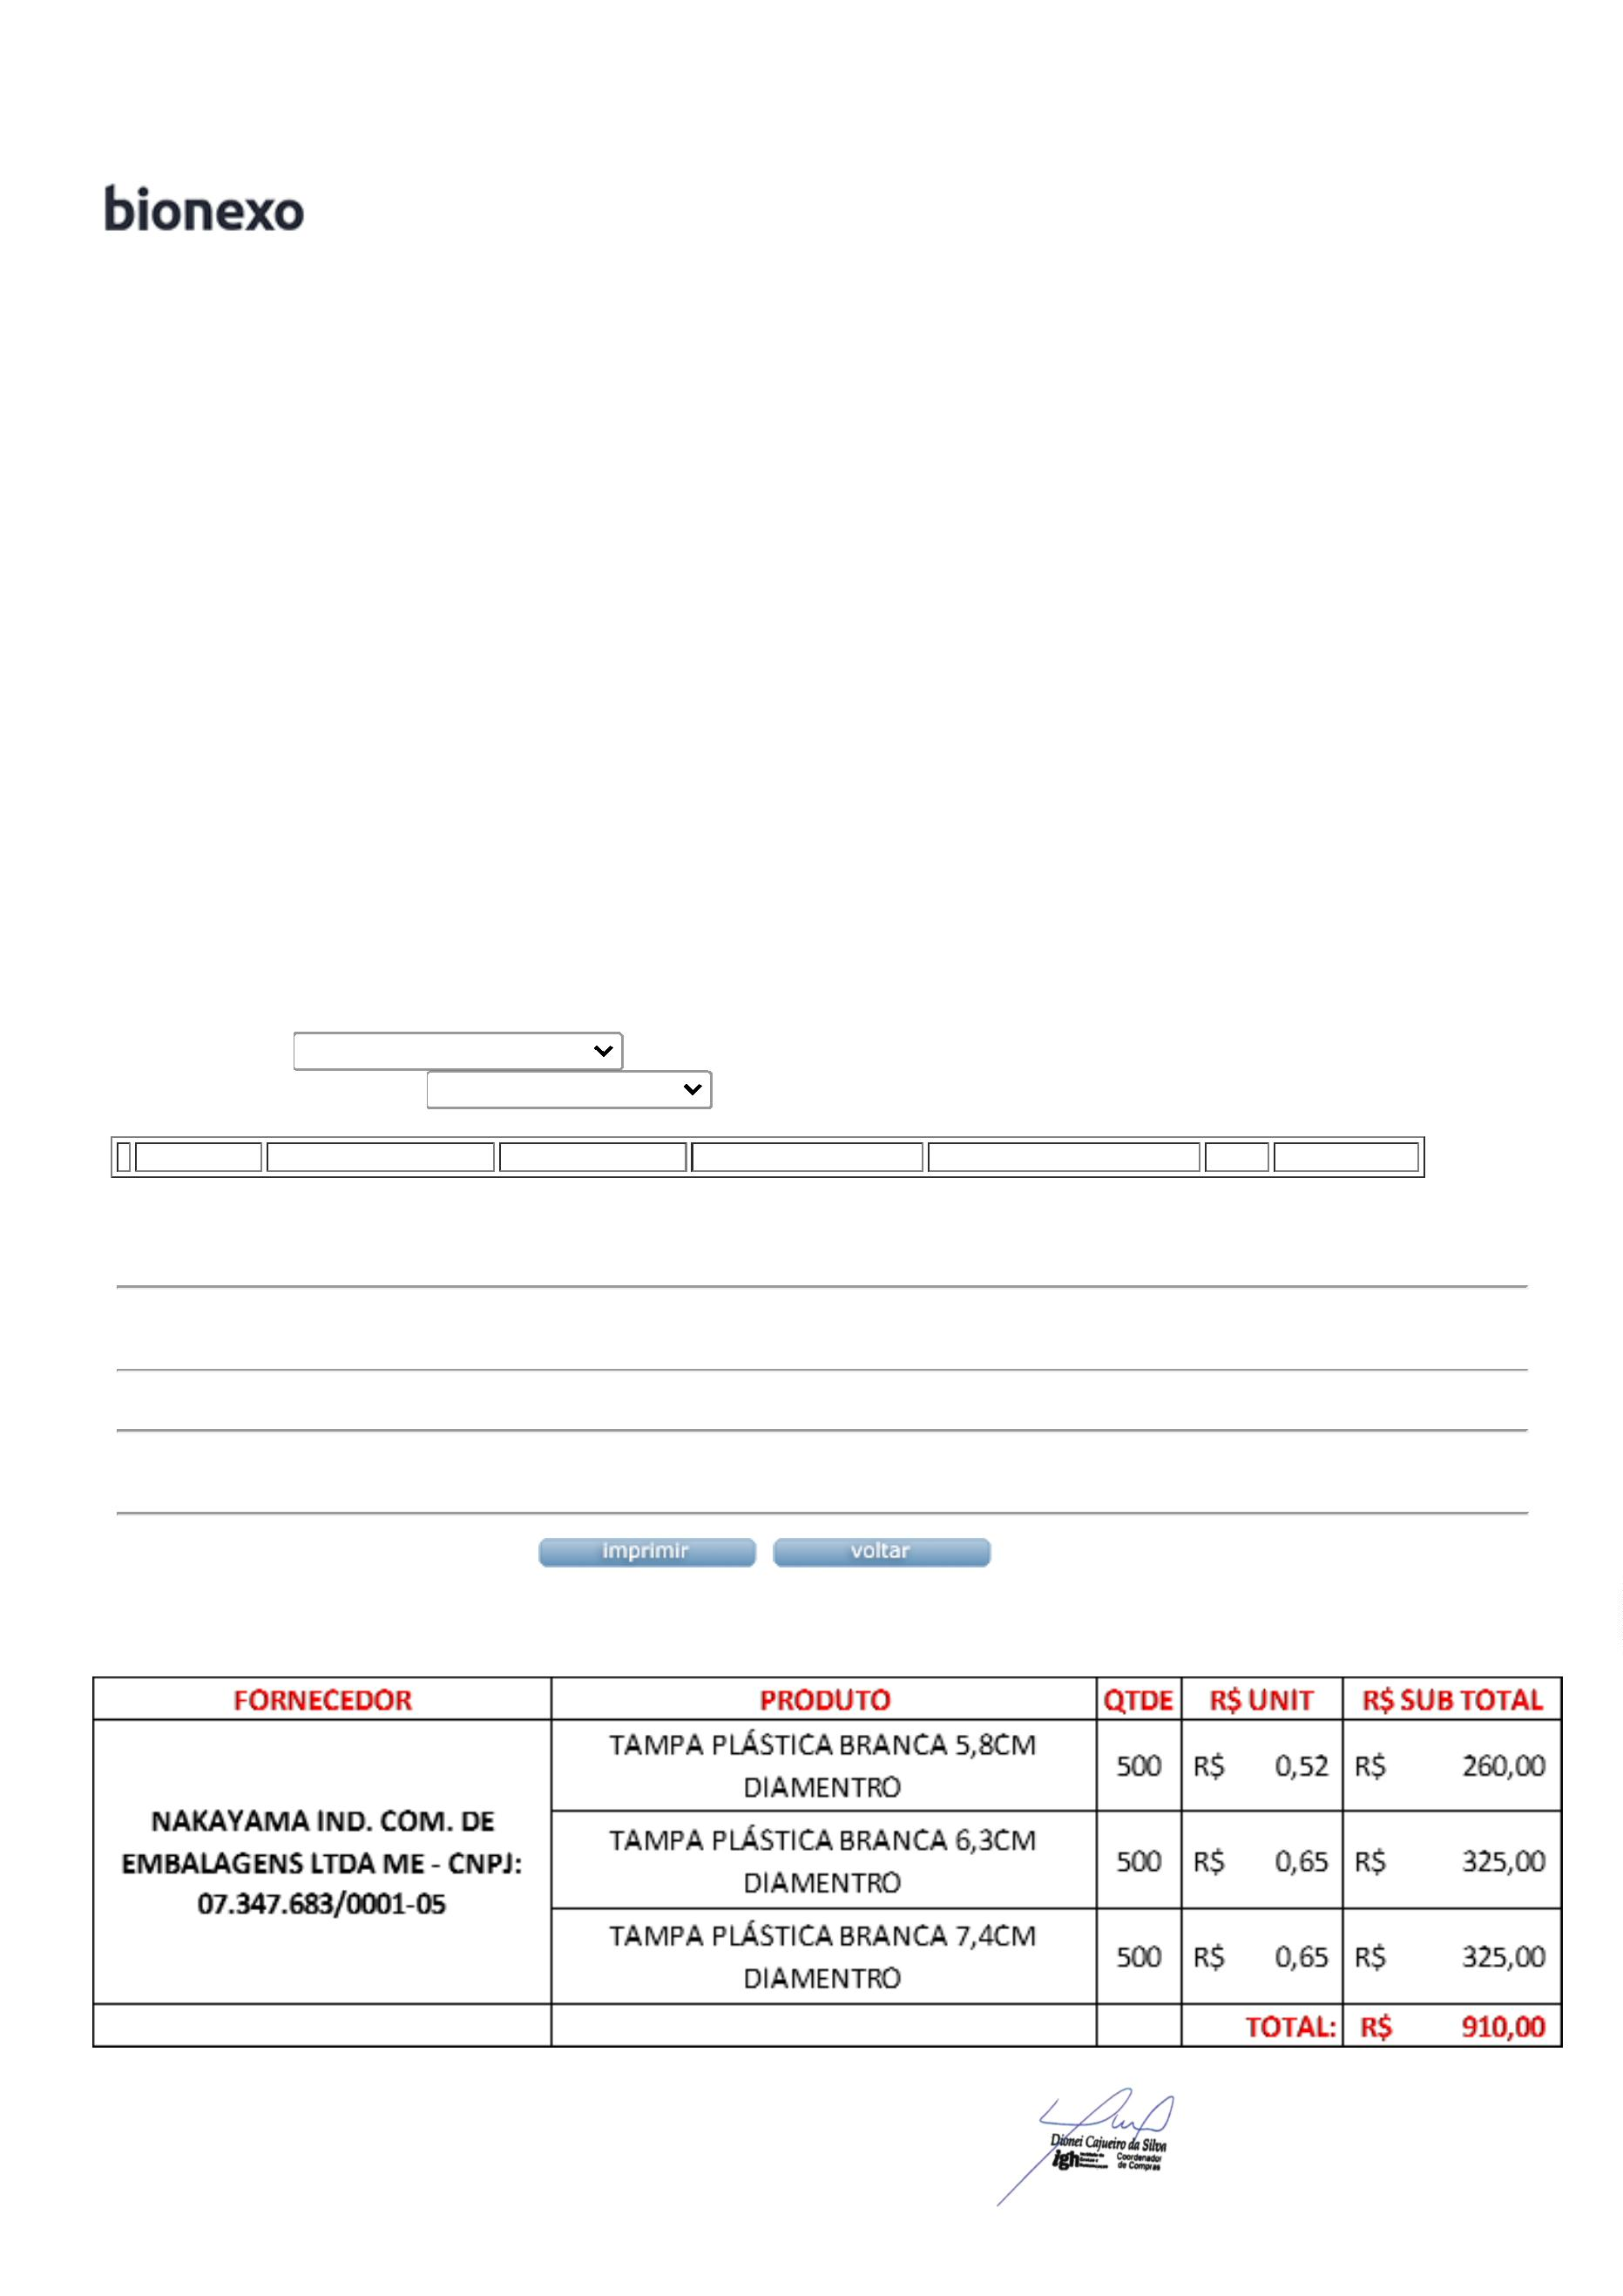 bionexo
imprimir voltar
FORNECEDOR PRODUTO QTDE R$ UNIT R$ SUB TOTAL
NAKAYAMA IND. COM. DE
EMBALAGENS LTDA ME - CNPJ:
07.347.683/0001-05
TAMPA PLÁSTICA BRANCA 5,8CM
DIAMENTRO
500 R$ 0,52 R$ 260,00
TAMPA PLÁSTICA BRANCA 6,3CM
DIAMENTRO
500 R$ 0,65 R$ 325,00
TAMPA PLÁSTICA BRANCA 7,4CM
DIAMENTRO
500 R$ 0,65 R$ 325,00
TOTAL: R$ 910,00
Dionei Cajueiro da Silva
igh
Coordenador
de Compras